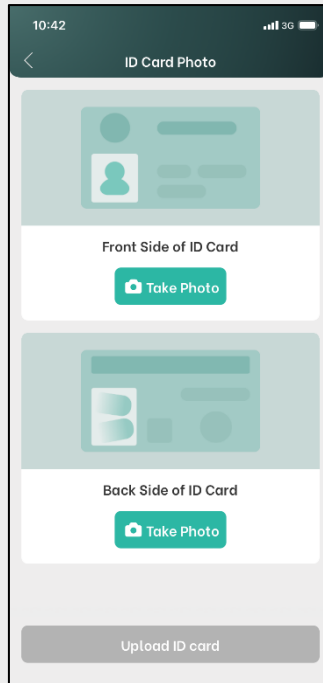 10:42
3G
ID Card Photo
Front Side of ID Card
Take Photo
Back Side of ID Card
Take Photo
Upload ID card